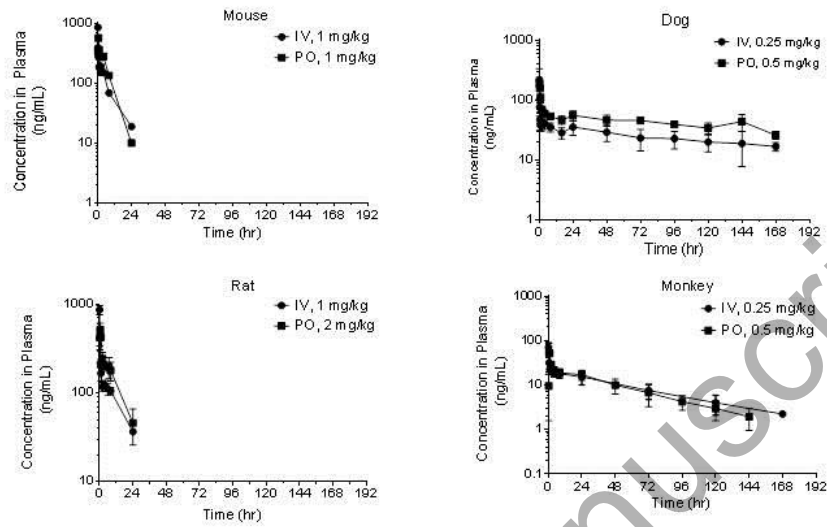 Mouse
IV, 1 mg/kg
PO, 1 mg/kg
Concentration in Plasma
(ng/mL)
1000
100
10
1
0 24 48 72 96 120 144 168 192
Time (hr)
Dog
IV, 0.25 mg/kg
PO, 0.5 mg/kg
Concentration in Plasma
(ng/mL)
1000
100
10
1
0 24 48 72 96 120 144 168 192
Time (hr)
Rat
IV, 1 mg/kg
PO, 2 mg/kg
Concentration in Plasma
(ng/mL)
1000
100
10
0 24 48 72 96 120 144 168 192
Time (hr)
Monkey
IV, 0.25 mg/kg
PO, 0.5 mg/kg
Concentration in Plasma
(ng/mL)
1000
100
10
1
0.1
0 24 48 72 96 120 144 168 192
Time (hr)